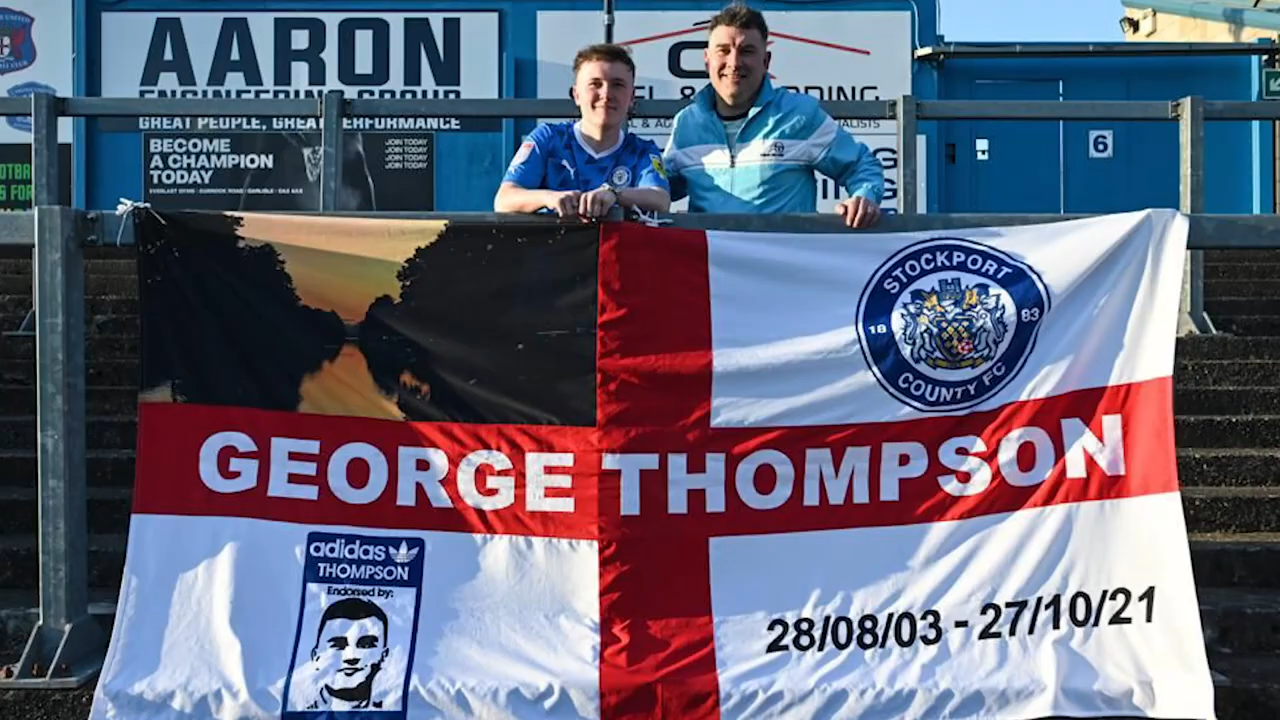 AARON
ENGINEERING GROUP
GREAT PEOPLE, GREAT PERFORMANCE
BECOME
A CHAMPION
TODAY
JOIN TODAY
JOIN TODAY
JOIN TODAY
JOIN TODAY
6
STOCKPORT
18 83
COUNTY FC
GEORGE THOMPSON
adidas
THOMPSON
Endorsed by:
28/08/03 - 27/10/21